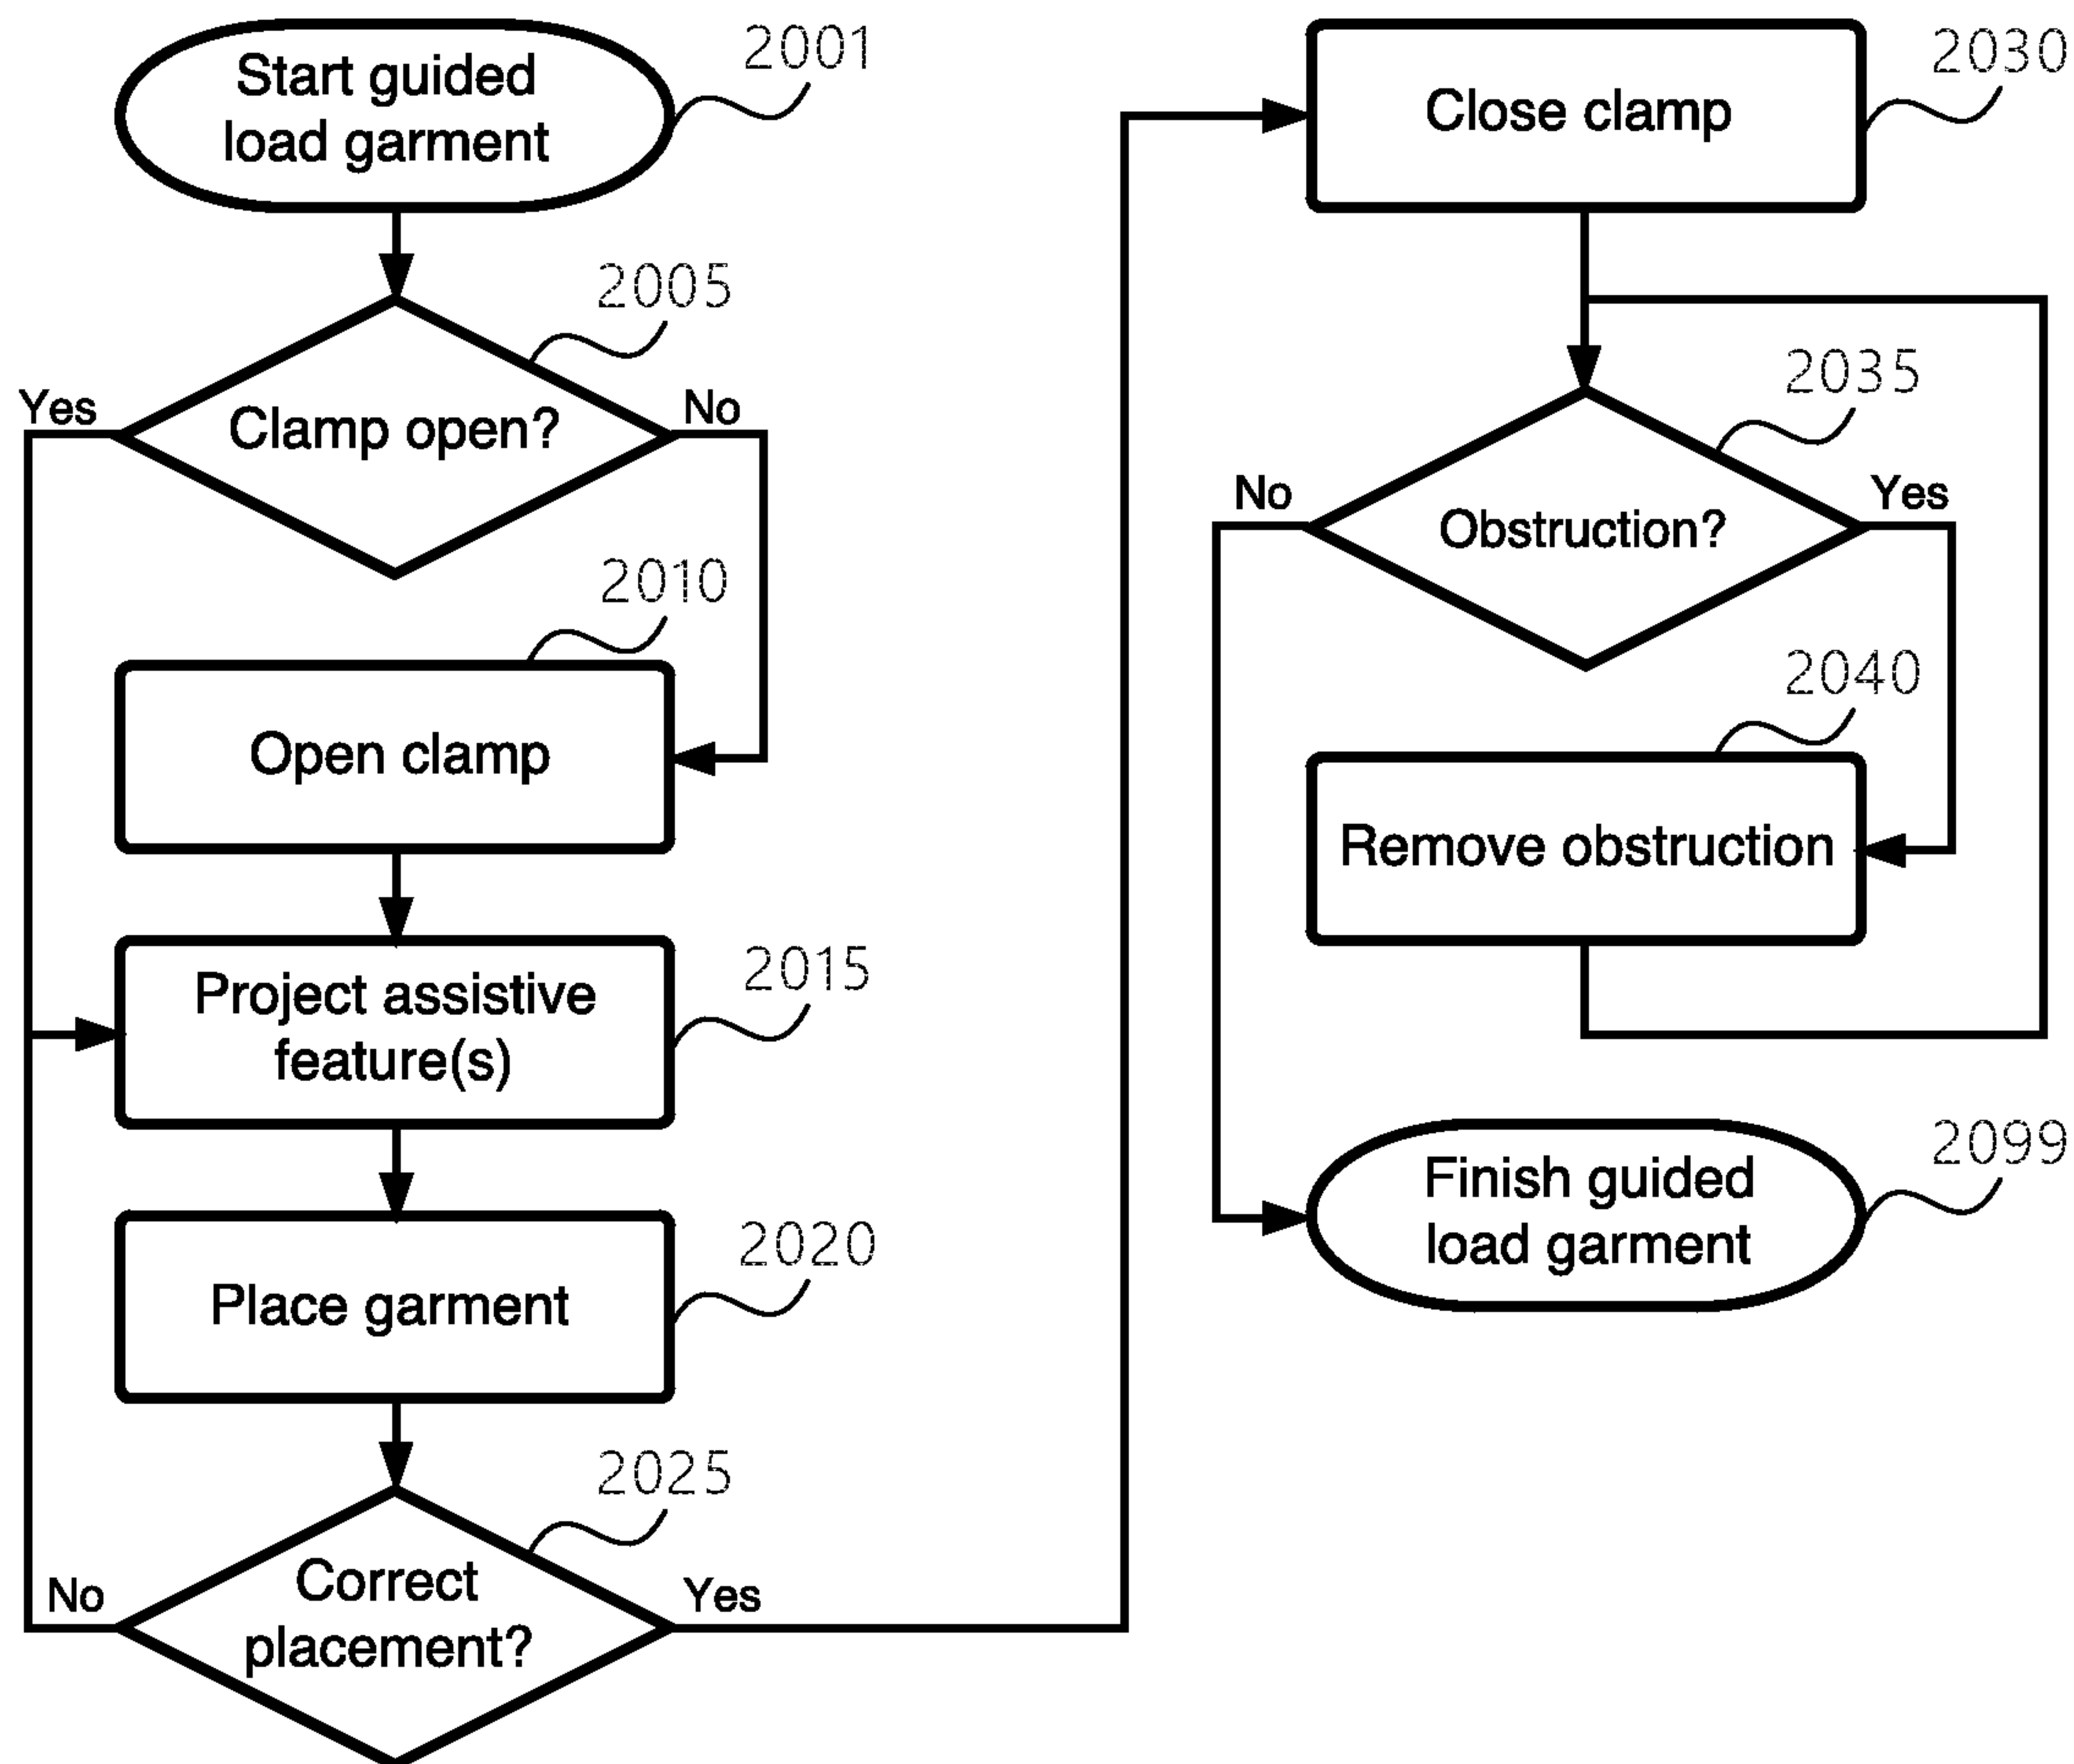 Start guided
load garment
2001
2005
Yes
Clamp open?
No
2010
Open clamp
Project assistive
feature(s)
2015
Place garment
2020
2025
No
Correct
placement?
Yes
Close clamp
2030
2035
No
Obstruction?
Yes
2040
Remove obstruction
Finish guided
load garment
2099